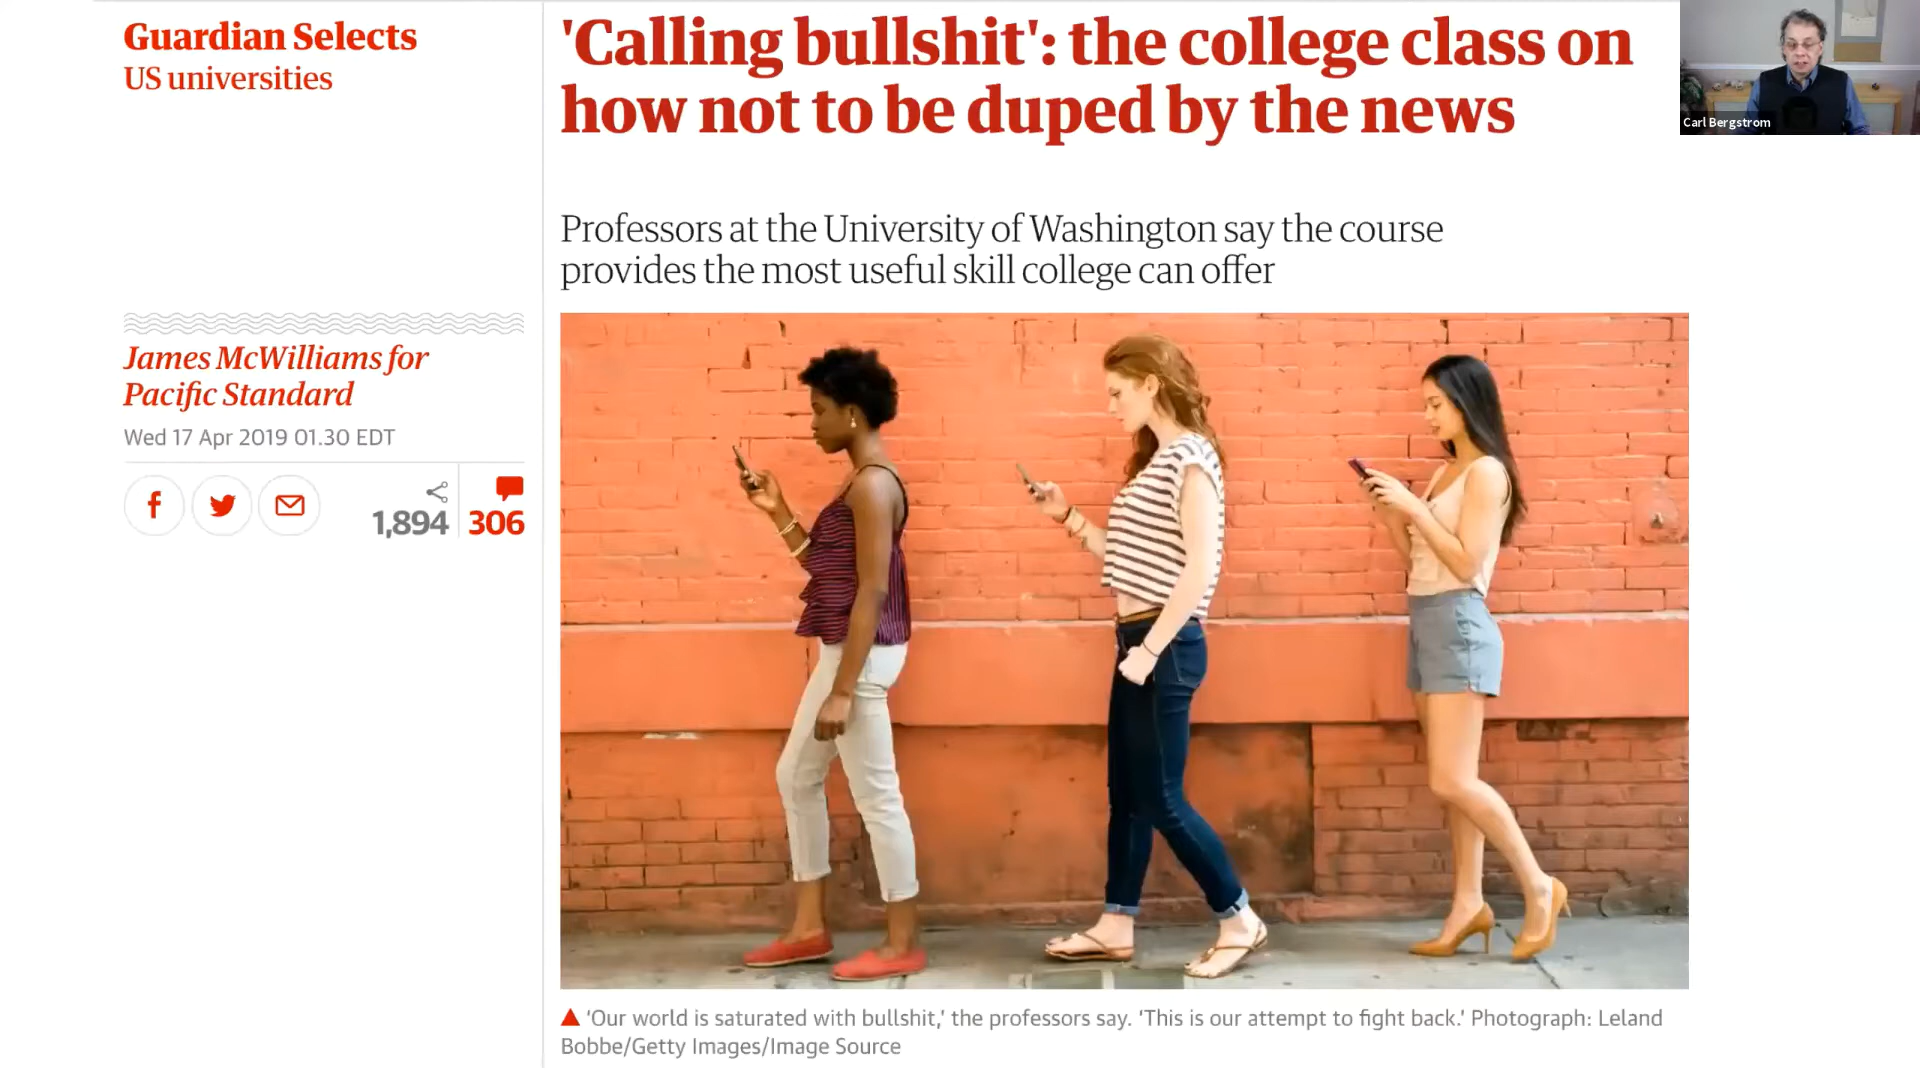 Guardian Selects
US universities
'Calling bullshit': the college class on
how not to be duped by the news
Professors at the University of Washington say the course
provides the most useful skill college can offer
James McWilliams for
Pacific Standard
Wed 17 Apr 2019 01.30 EDT
1,894
306
'Our world is saturated with bullshit,' the professors say. 'This is our attempt to fight back.' Photograph: Leland
Bobbe/Getty Images/Image Source
Carl Bergstrom